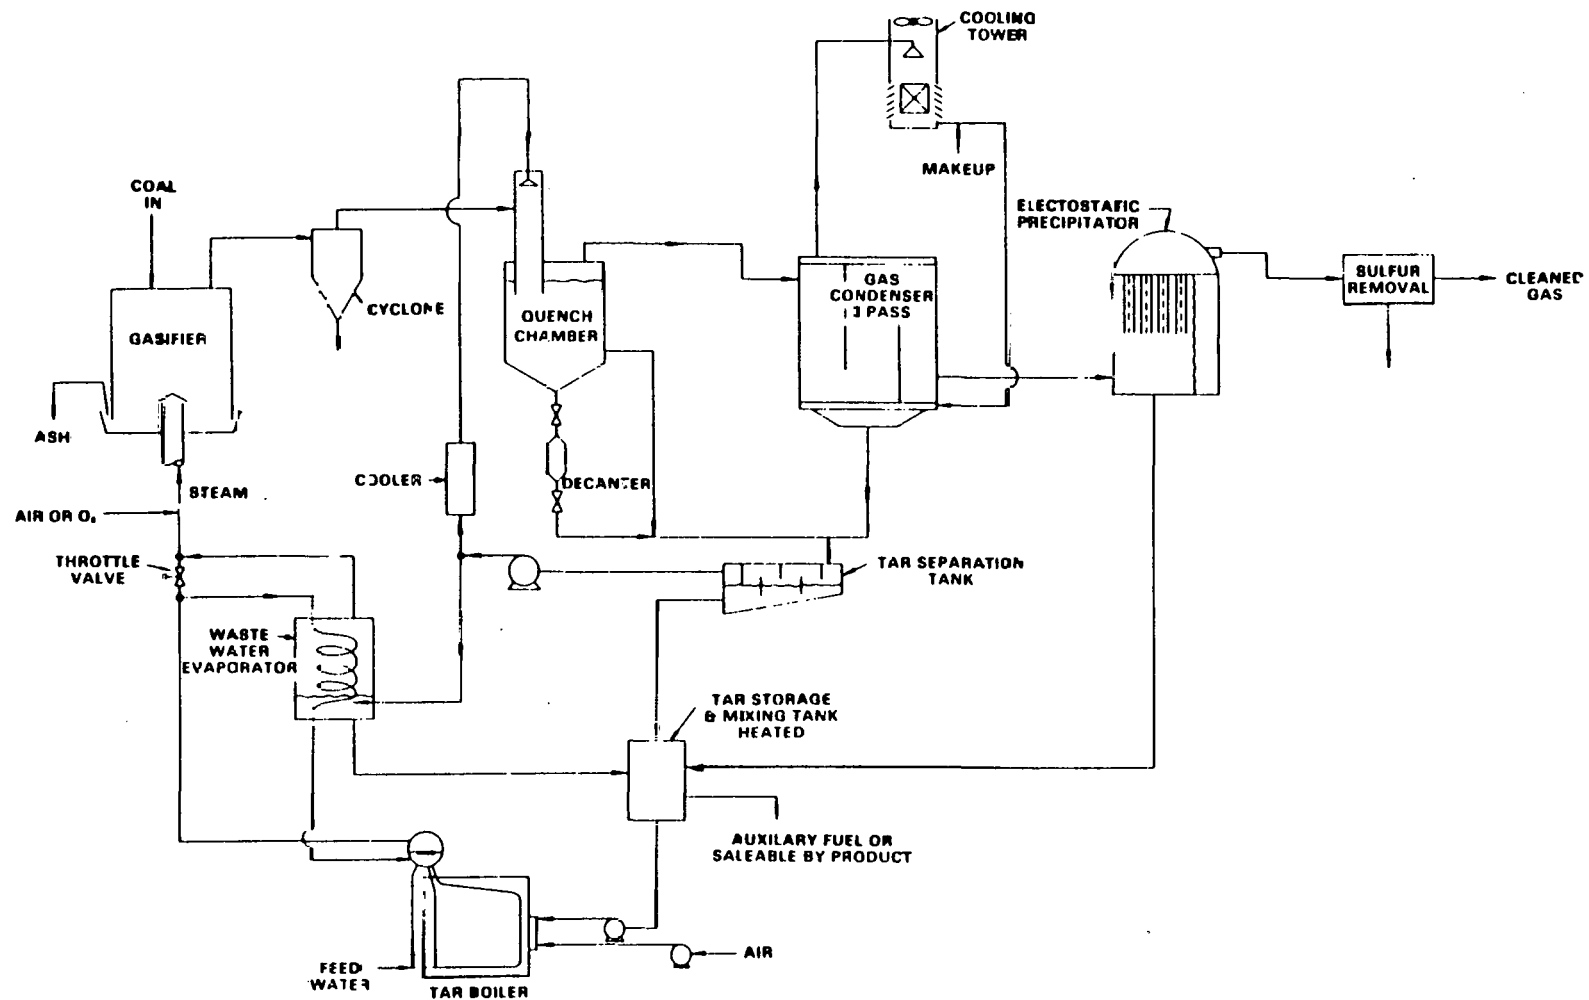 COOLING
TOWER
MAKEUP
COAL
IN
ELECTOSTATIC
PRECIPITATOR
CYCLONE
GASIFIER
QUENCH
CHAMBER
GAS
CONDENSER
3 PASS
SULFUR
REMOVAL
CLEANED
GAS
ASH
STEAM
COOLER
DECANTER
AIR OR O₂
THROTTLE
VALVE
TAR SEPARATION
TANK
WASTE
WATER
EVAPORATOR
TAR STORAGE
& MIXING TANK
HEATED
AUXILARY FUEL OR
SALEABLE BY PRODUCT
AIR
FEED
WATER
TAR BOILER